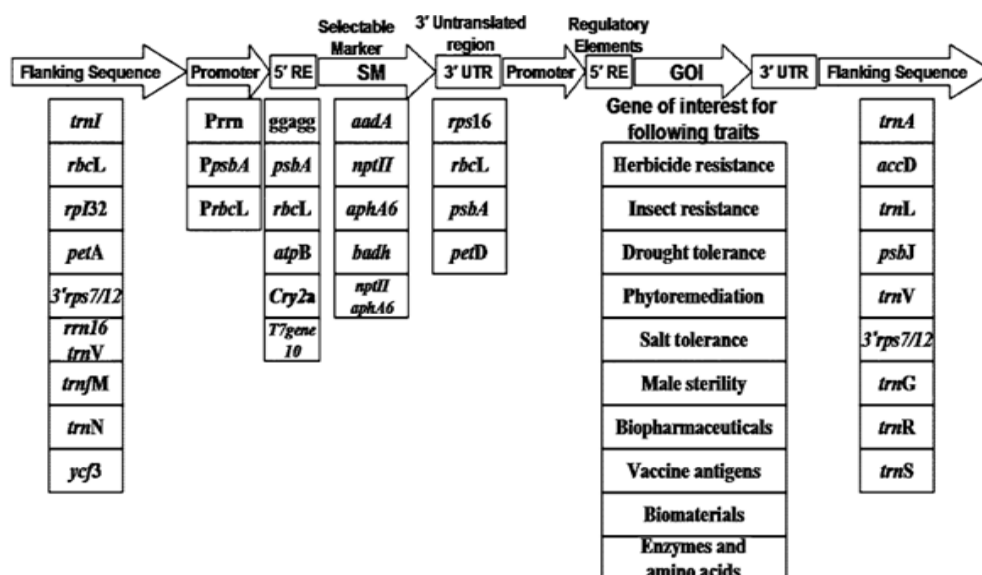 Selectable
Marker
3′ Untranslated
region
Regulatory
Elements
Flanking Sequence
Promoter
5′ RE
SM
3′ UTR
Promoter
5′ RE
GOI
3′ UTR
Flanking Sequence
trnI
rbcL
rpl32
petA
3′rps7/12
rrn16
trnV
trnfM
trnN
ycf3
Prrn
PpsbA
PrbcL
ggagg
psbA
rbcL
atpB
Cry2a
T7gene
10
aadA
nptII
aphA6
badh
nptII
aphA6
rps16
rbcL
psbA
petD
Gene of interest for
following traits
Herbicide resistance
Insect resistance
Drought tolerance
Phytoremediation
Salt tolerance
Male sterility
Biopharmaceuticals
Vaccine antigens
Biomaterials
Enzymes and
amino acids
trnA
accD
trnL
psbJ
trnV
3′rps7/12
trnG
trnR
trnS